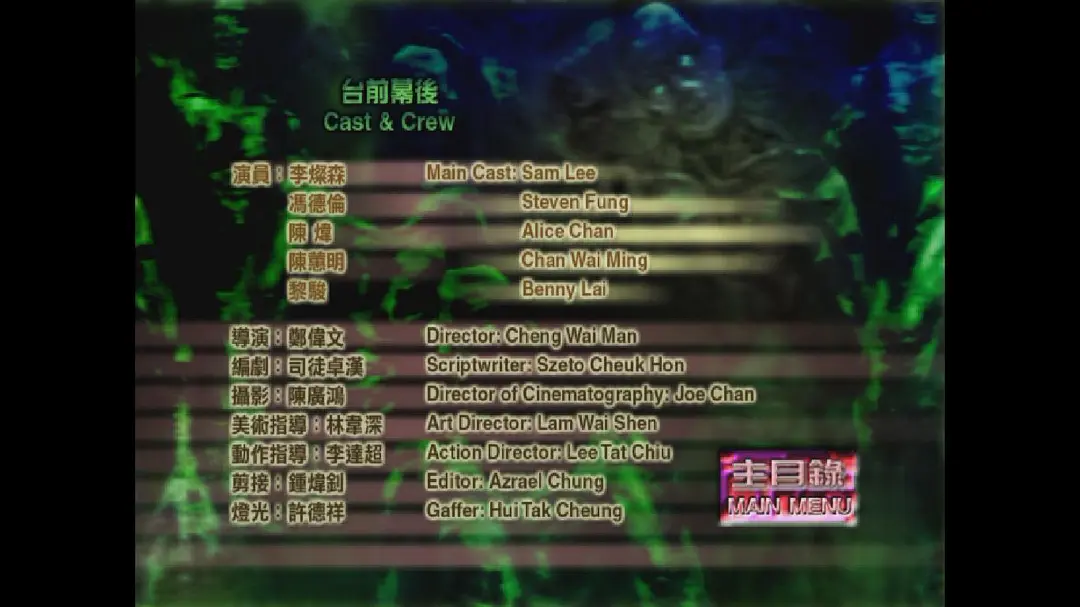 台前幕後
Cast & Crew
演員：李燦森 Main Cast: Sam Lee
馮德倫 Steven Fung
陳 煒 Alice Chan
陳蕙明 Chan Wai Ming
黎駿 Benny Lai
導演：鄭偉文 Director: Cheng Wai Man
編劇：司徒卓漢 Scriptwriter: Szeto Cheuk Hon
攝影：陳廣鴻 Director of Cinematography: Joe Chan
美術指導：林韋深 Art Director: Lam Wai Shen
動作指導：李達超 Action Director: Lee Tat Chiu
剪接：鍾煒釗 Editor: Azrael Chung
燈光：許德祥 Gaffer: Hui Tak Cheung
主目錄
MAIN MENU